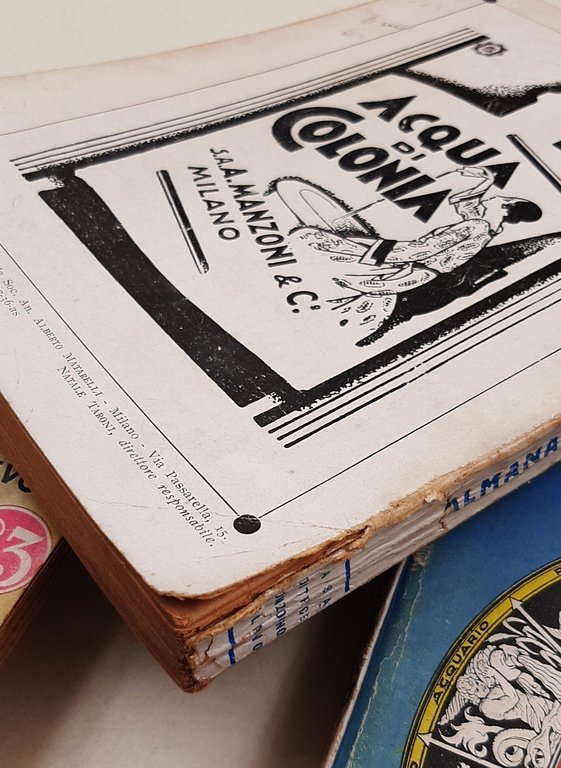 ACQUA
DI
COLONIA
S.A.A.MANZONI & C.
MILANO
Soc. An. ALBERTO MATARELLI - Milano - Via Passarella, 15.
NATALE TARONI, direttore responsabile.
ALMANA
3
ACQUARIO